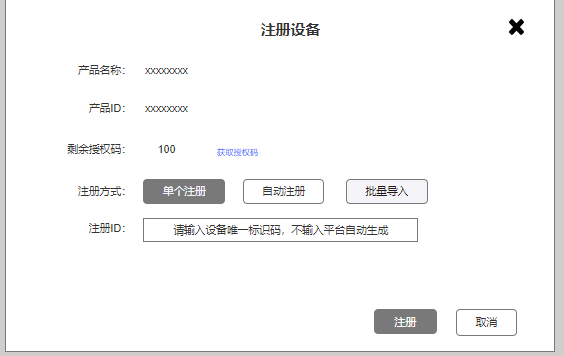 注册设备
产品名称： xxxxxxxx
产品ID： xxxxxxxx
剩余授权码： 100 获取授权码
注册方式： 单个注册 自动注册 批量导入
注册ID： 请输入设备唯一标识码，不输入平台自动生成
注册 取消